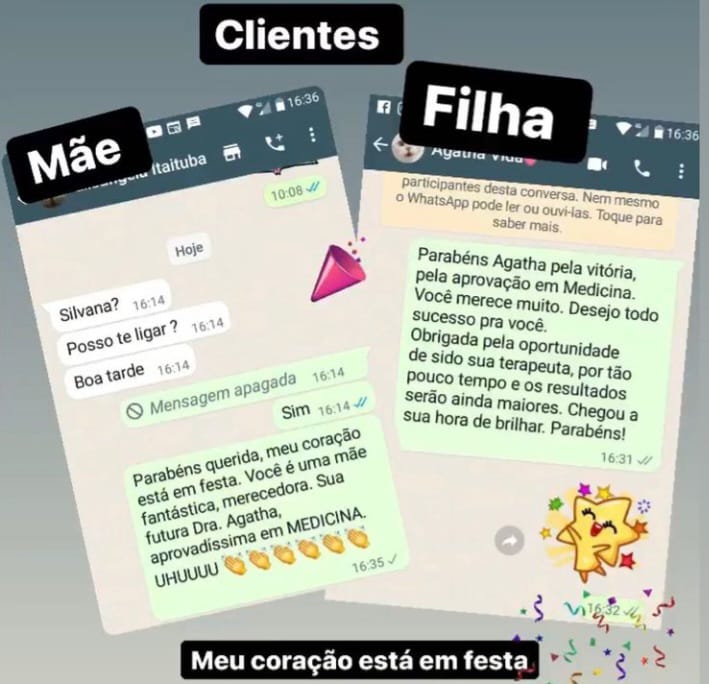 Clientes
Mãe
16:36
Itaituba
10:08
Hoje
Silvana? 16:14
Posso te ligar ? 16:14
Boa tarde 16:14
Mensagem apagada 16:14
Sim 16:14
Parabéns querida, meu coração
está em festa. Você é uma mãe
fantástica, merecedora. Sua
futura Dra. Agatha,
aprovadíssima em MEDICINA.
UHUUUU 👏👏👏👏👏👏
16:35
Filha
16:36
Agatha
participantes desta conversa. Nem mesmo
o WhatsApp pode ler ou ouvi-las. Toque para
saber mais.
Parabéns Agatha pela vitória,
pela aprovação em Medicina.
Você merece muito. Desejo todo
sucesso pra você.
Obrigada pela oportunidade
de sido sua terapeuta, por tão
pouco tempo e os resultados
serão ainda maiores. Chegou a
sua hora de brilhar. Parabéns!
16:31
16:32
Meu coração está em festa